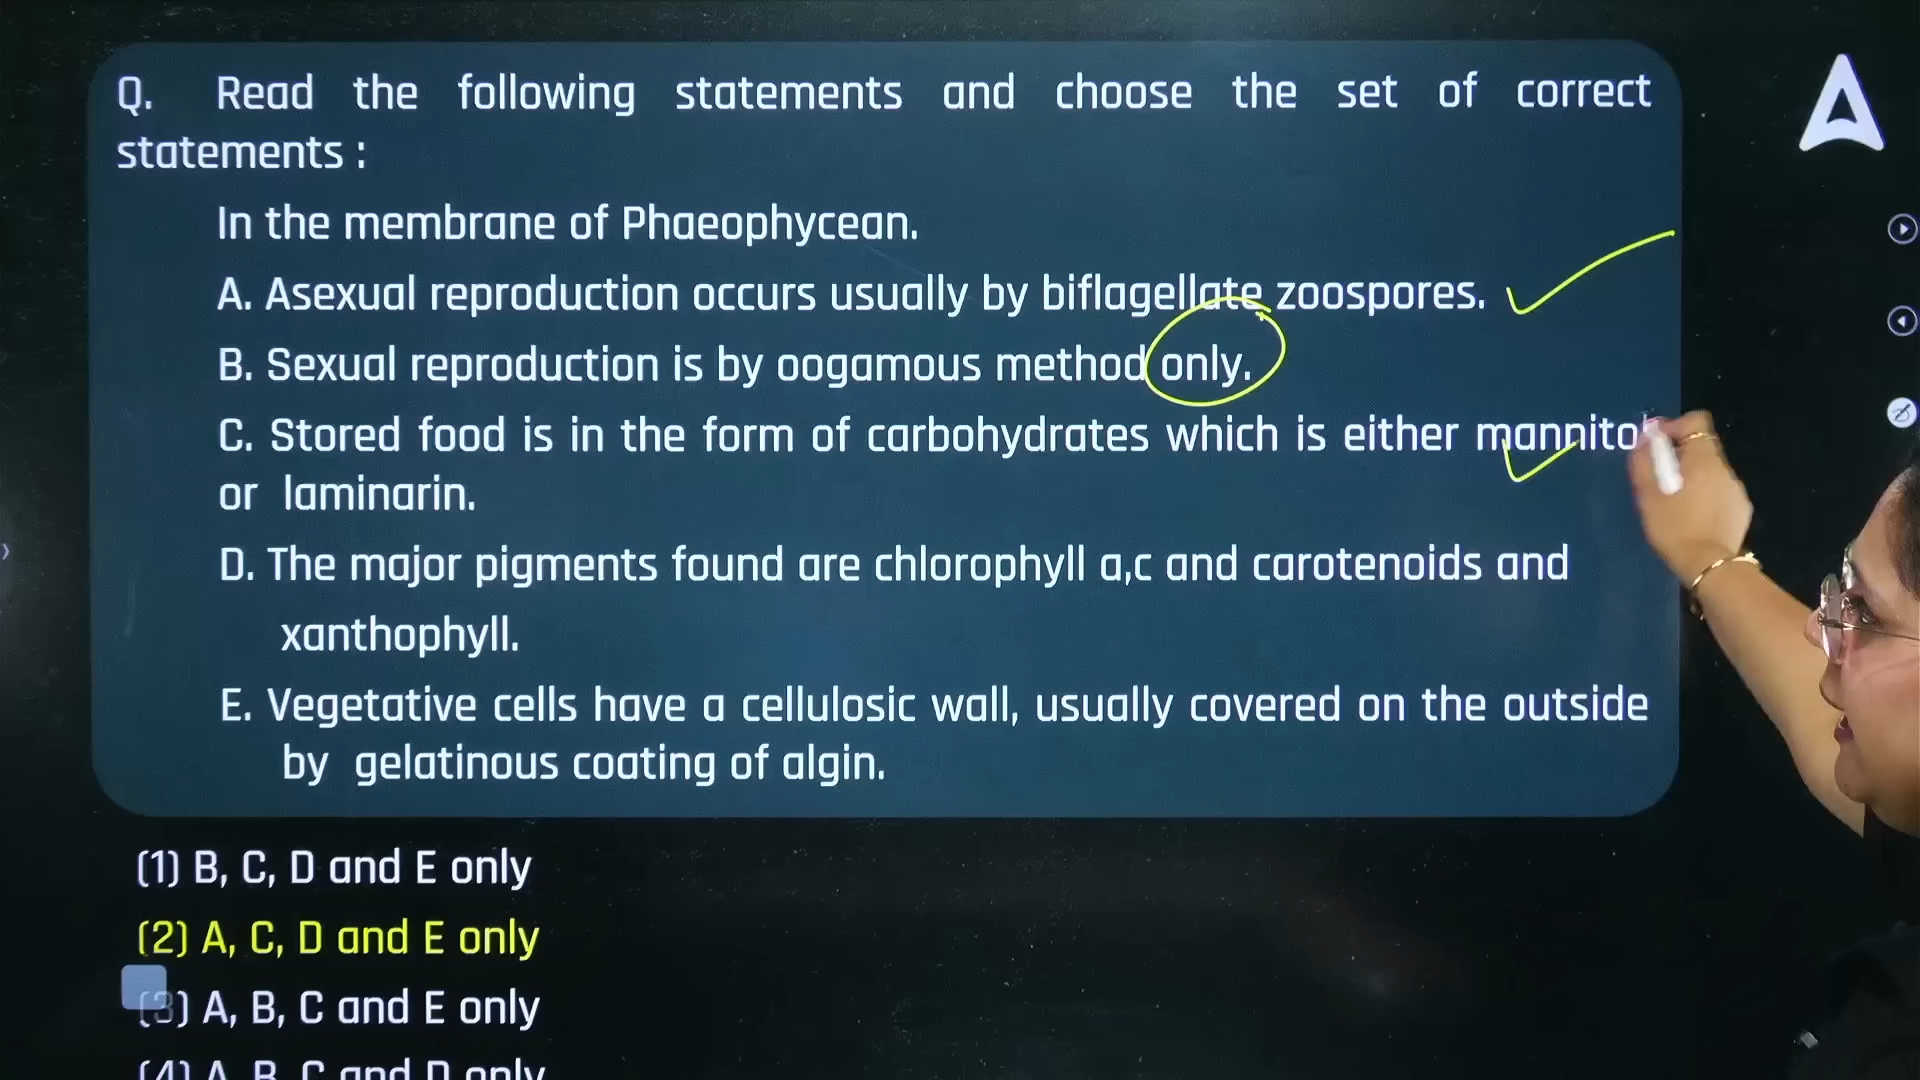 Q. Read the following statements and choose the set of correct
statements :
In the membrane of Phaeophycean.
A. Asexual reproduction occurs usually by biflagellate zoospores.
B. Sexual reproduction is by oogamous method only.
C. Stored food is in the form of carbohydrates which is either mannitol
or laminarin.
D. The major pigments found are chlorophyll a,c and carotenoids and
xanthophyll.
E. Vegetative cells have a cellulosic wall, usually covered on the outside
by gelatinous coating of algin.
(1) B, C, D and E only
(2) A, C, D and E only
(3) A, B, C and E only
(4) A, B, C and D only